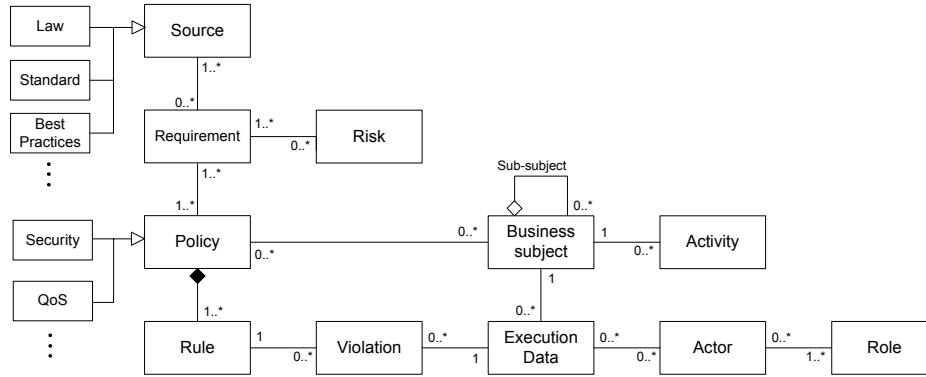 Law
Source
Standard
1..*
0..*
Best
Practices
Requirement
1..*
0..*
Risk
1..*
1..*
Sub-subject
0..*
Security
Policy
0..*
0..*
Business
subject
1
0..*
Activity
QoS
1..*
1
0..*
Rule
1
0..*
Violation
0..*
1
Execution
Data
0..*
0..*
Actor
0..*
1..*
Role